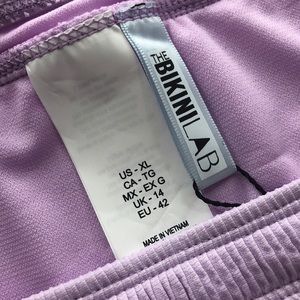 US - XL
CA - TG
MX - EX G
UK - 14
EU - 42
MADE IN VIETNAM
THE
BIKINI LAB